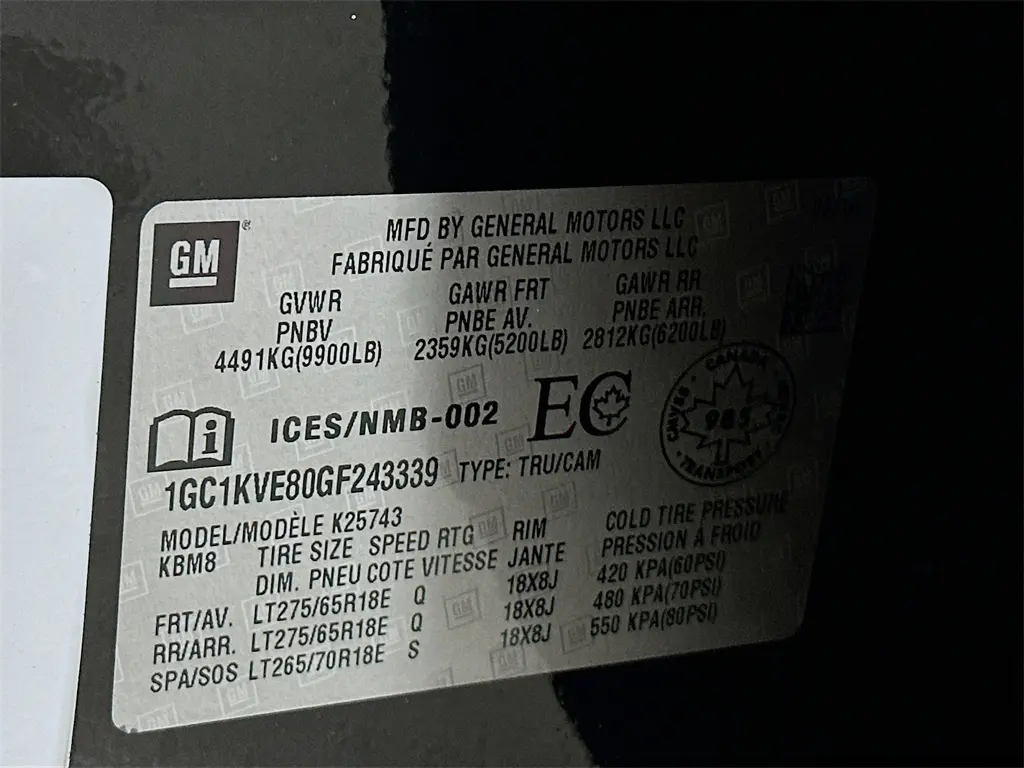 GM
®
MFD BY GENERAL MOTORS LLC
FABRIQUÉ PAR GENERAL MOTORS LLC
GVWR GAWR FRT GAWR RR
PNBV PNBE AV. PNBE ARR.
4491KG(9900LB) 2359KG(5200LB) 2812KG(6200LB)
i ICES/NMB-002 EC
CANADA
985
TRANSPORT
1GC1KVE80GF243339 TYPE: TRU/CAM
MODEL/MODÈLE K25743
KBM8 TIRE SIZE SPEED RTG RIM COLD TIRE PRESSURE
DIM. PNEU COTE VITESSE JANTE PRESSION À FROID
FRT/AV. LT275/65R18E Q 18X8J 420 KPA(60PSI)
RR/ARR. LT275/65R18E Q 18X8J 480 KPA(70PSI)
SPA/SOS LT265/70R18E S 18X8J 550 KPA(80PSI)